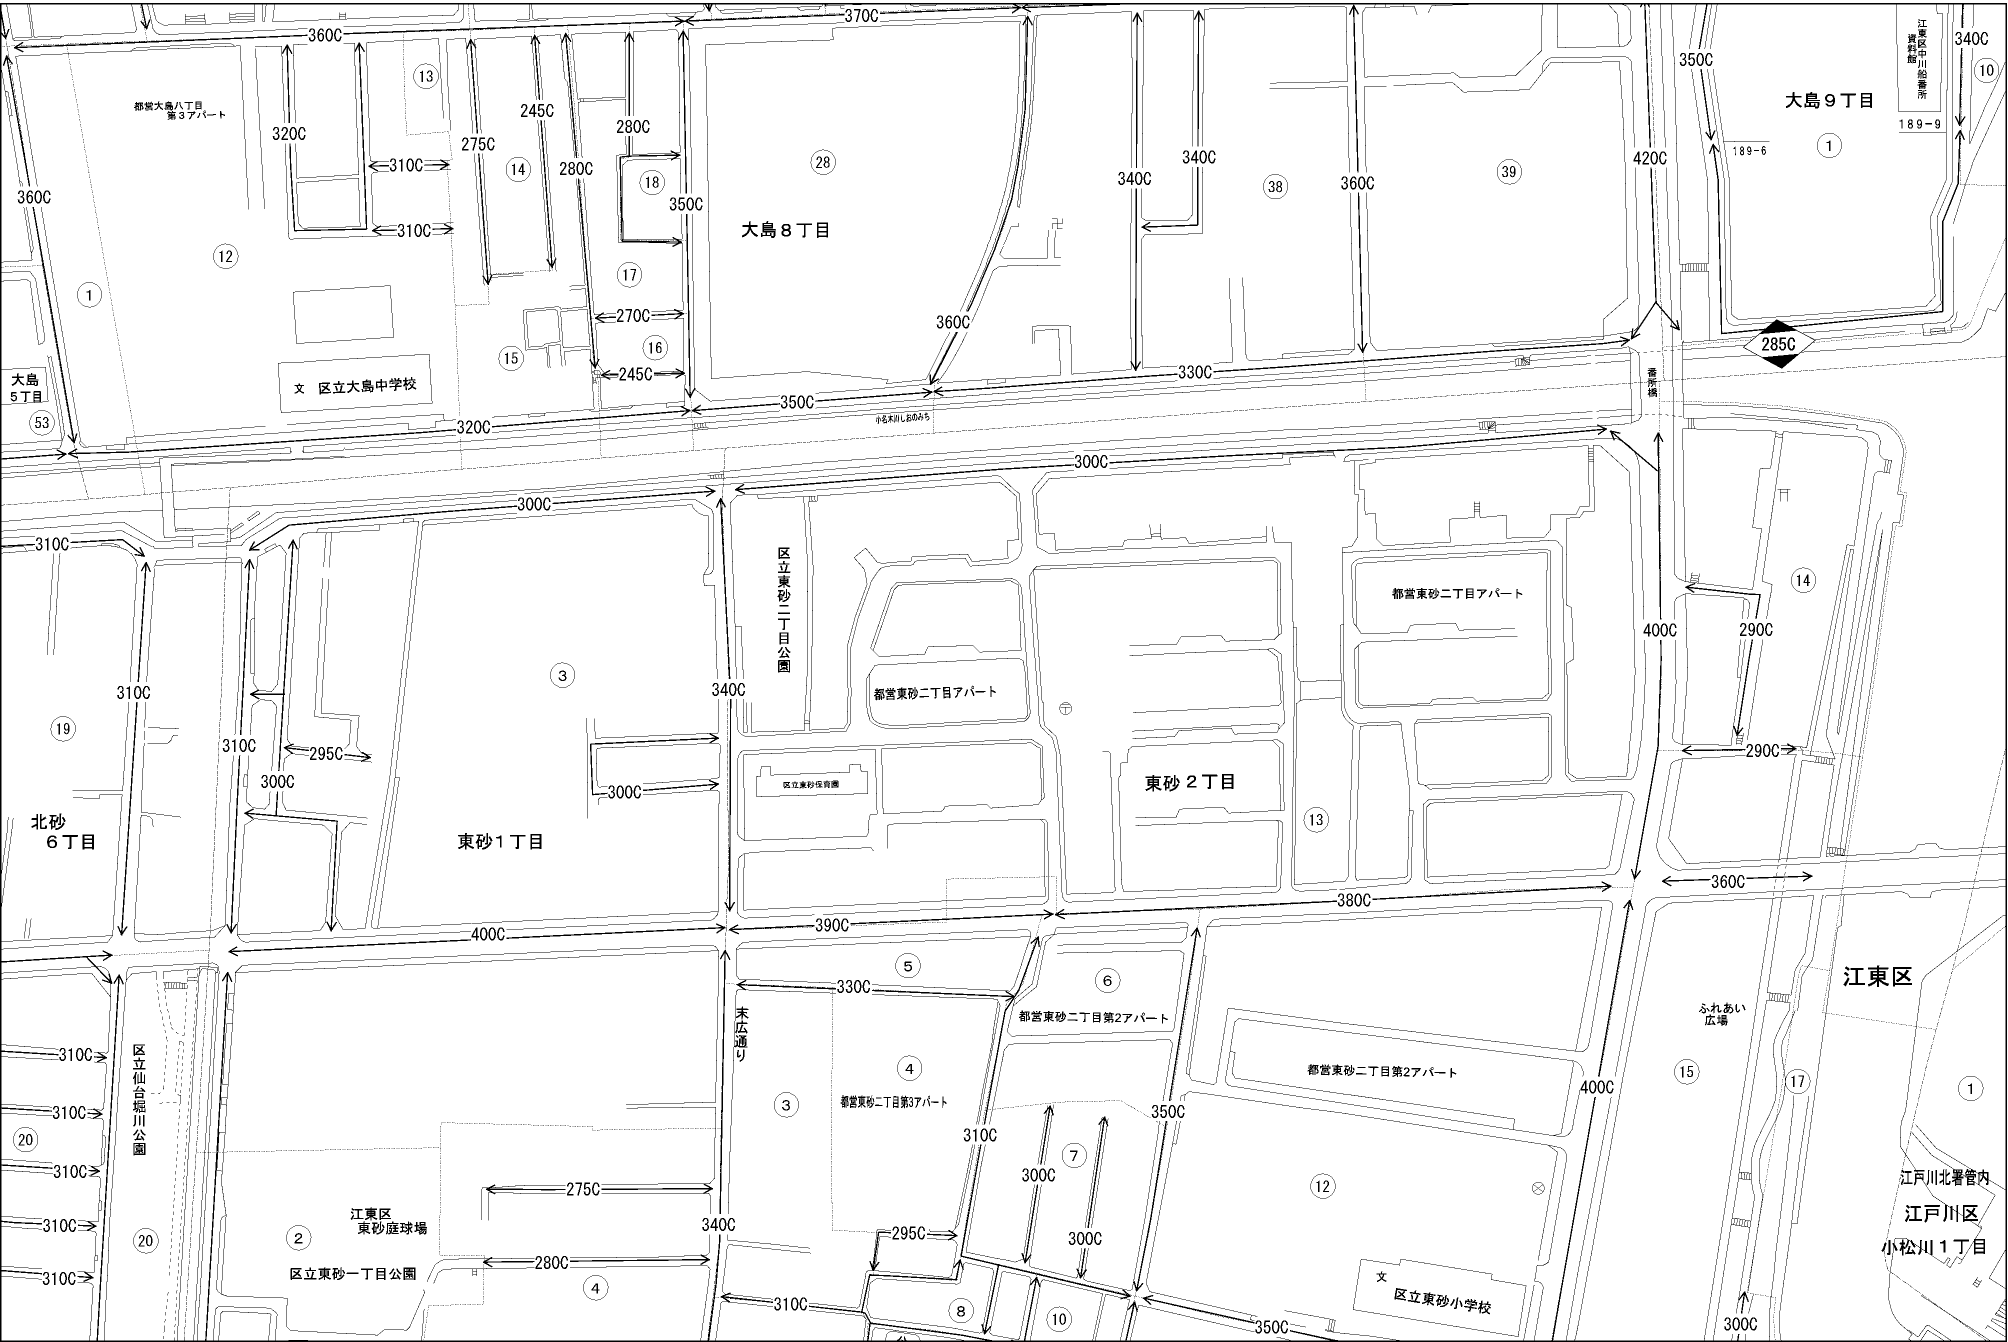 370C
360C
340C
350C
江東区中川船番所
資料館
10
13
大島9丁目
都営大島八丁目
第3アパート
245C
189-9
320C
280C
275C
340C
1
189-6
310C
14
280C
28
340C
360C
420C
39
38
18
360C
350C
310C
大島8丁目
12
17
1
270C
360C
285C
15
16
330C
大島
5丁目
文 区立大島中学校
245C
番所橋
350C
53
320C
小名木川しおのみち
300C
300C
310C
区立東砂二丁目公園
14
都営東砂二丁目アパート
400C
290C
3
310C
340C
都営東砂二丁目アパート
19
310C
295C
290C
300C
300C
区立東砂保育園
東砂2丁目
13
北砂
6丁目
東砂1丁目
360C
380C
390C
400C
5
330C
6
江東区
末広通り
都営東砂二丁目第2アパート
ふれあい
広場
310C
区立仙台堀川公園
4
都営東砂二丁目第2アパート
15
17
400C
1
3
都営東砂二丁目第3アパート
310C
350C
20
310C
7
310C
300C
12
275C
江戸川北署管内
江東区
東砂庭球場
340C
310C
295C
江戸川区
20
2
300C
小松川1丁目
280C
区立東砂一丁目公園
310C
4
310C
8
文
区立東砂小学校
10
350C
300C